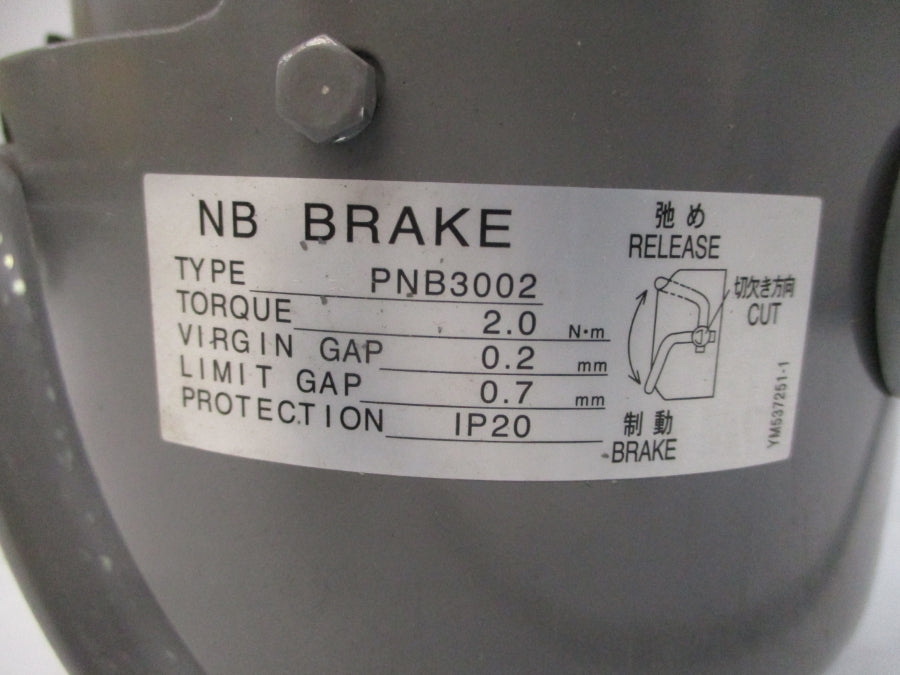 NB BRAKE
TYPE PNB3002
TORQUE 2.0 N·m
VIRGIN GAP 0.2 mm
LIMIT GAP 0.7 mm
PROTECTION IP20
弛め
RELEASE
切欠き方向
CUT
制動
BRAKE
YM537251-1